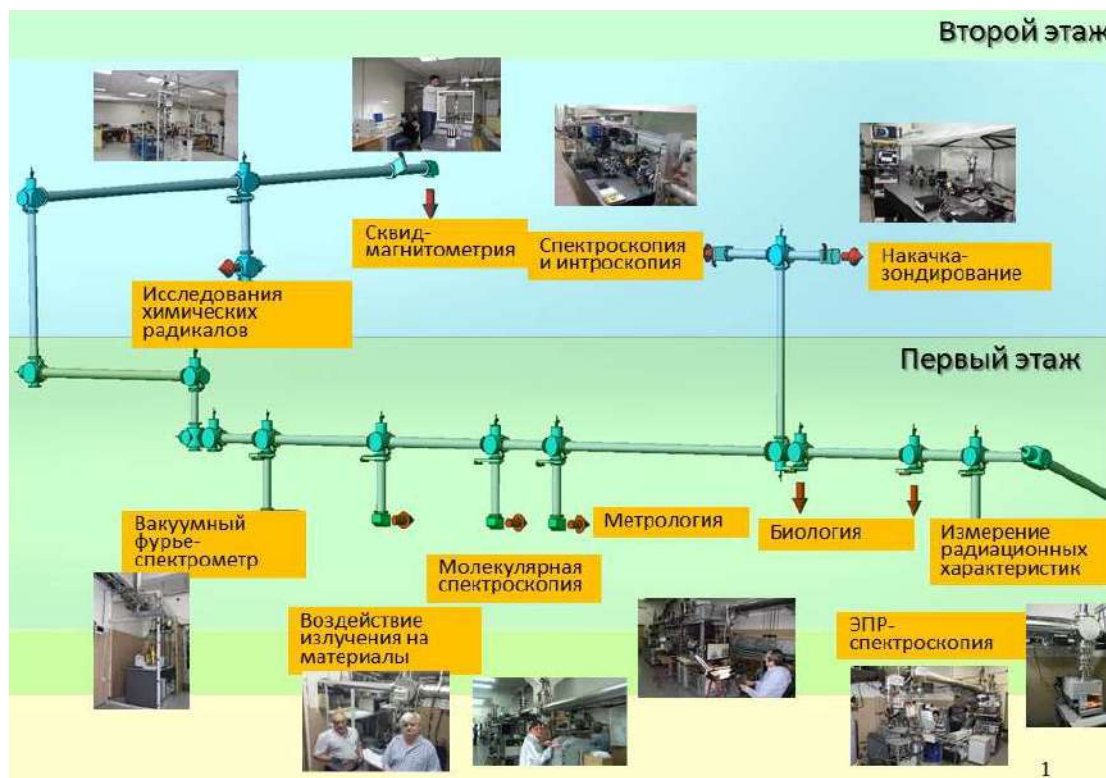 Второй этаж
Сквид-
магнитометрия
Спектроскопия
и интроскопия
Накачка-
зондирование
Исследования
химических
радикалов
Первый этаж
Вакуумный
фурье-
спектрометр
Метрология
Биология
Измерение
радиационных
характеристик
Молекулярная
спектроскопия
Воздействие
излучения на
материалы
ЭПР-
спектроскопия
1